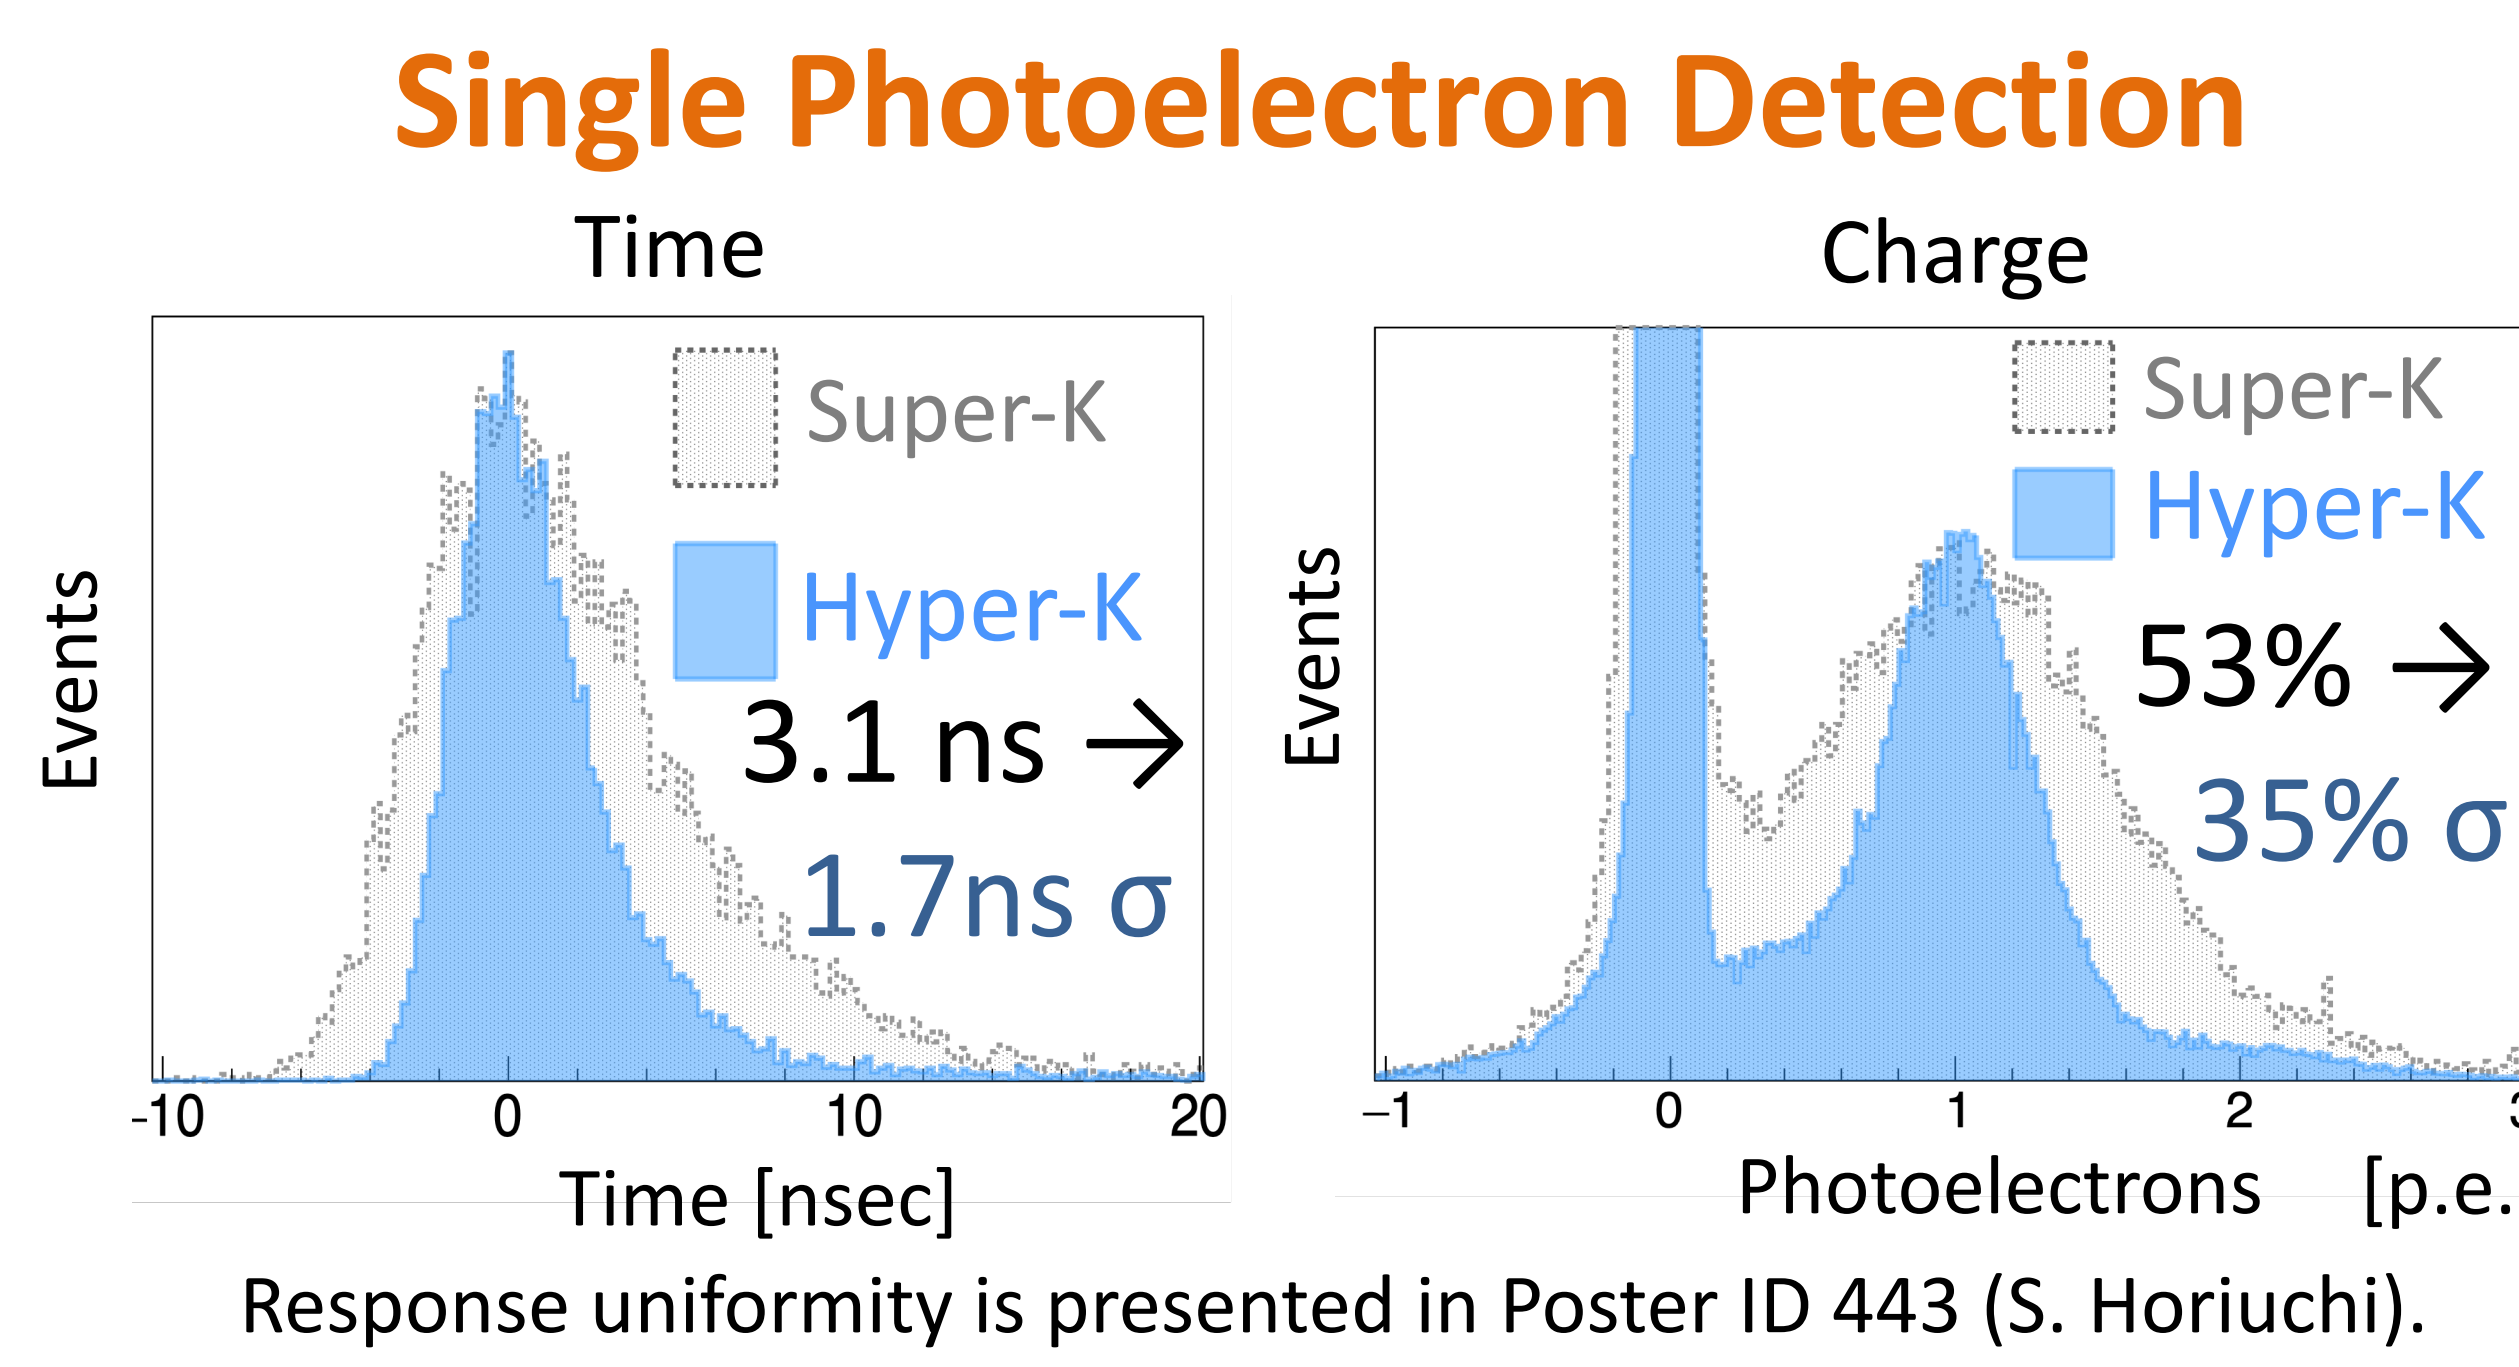 Single Photoelectron Detection
Time
Events
Super-K
Hyper-K
3.1 ns →
1.7ns σ
-10 0 10 20
Time [nsec]
Charge
Events
Super-K
Hyper-K
53% →
35% σ
−1 0 1 2
Photoelectrons [p.e.
Response uniformity is presented in Poster ID 443 (S. Horiuchi).